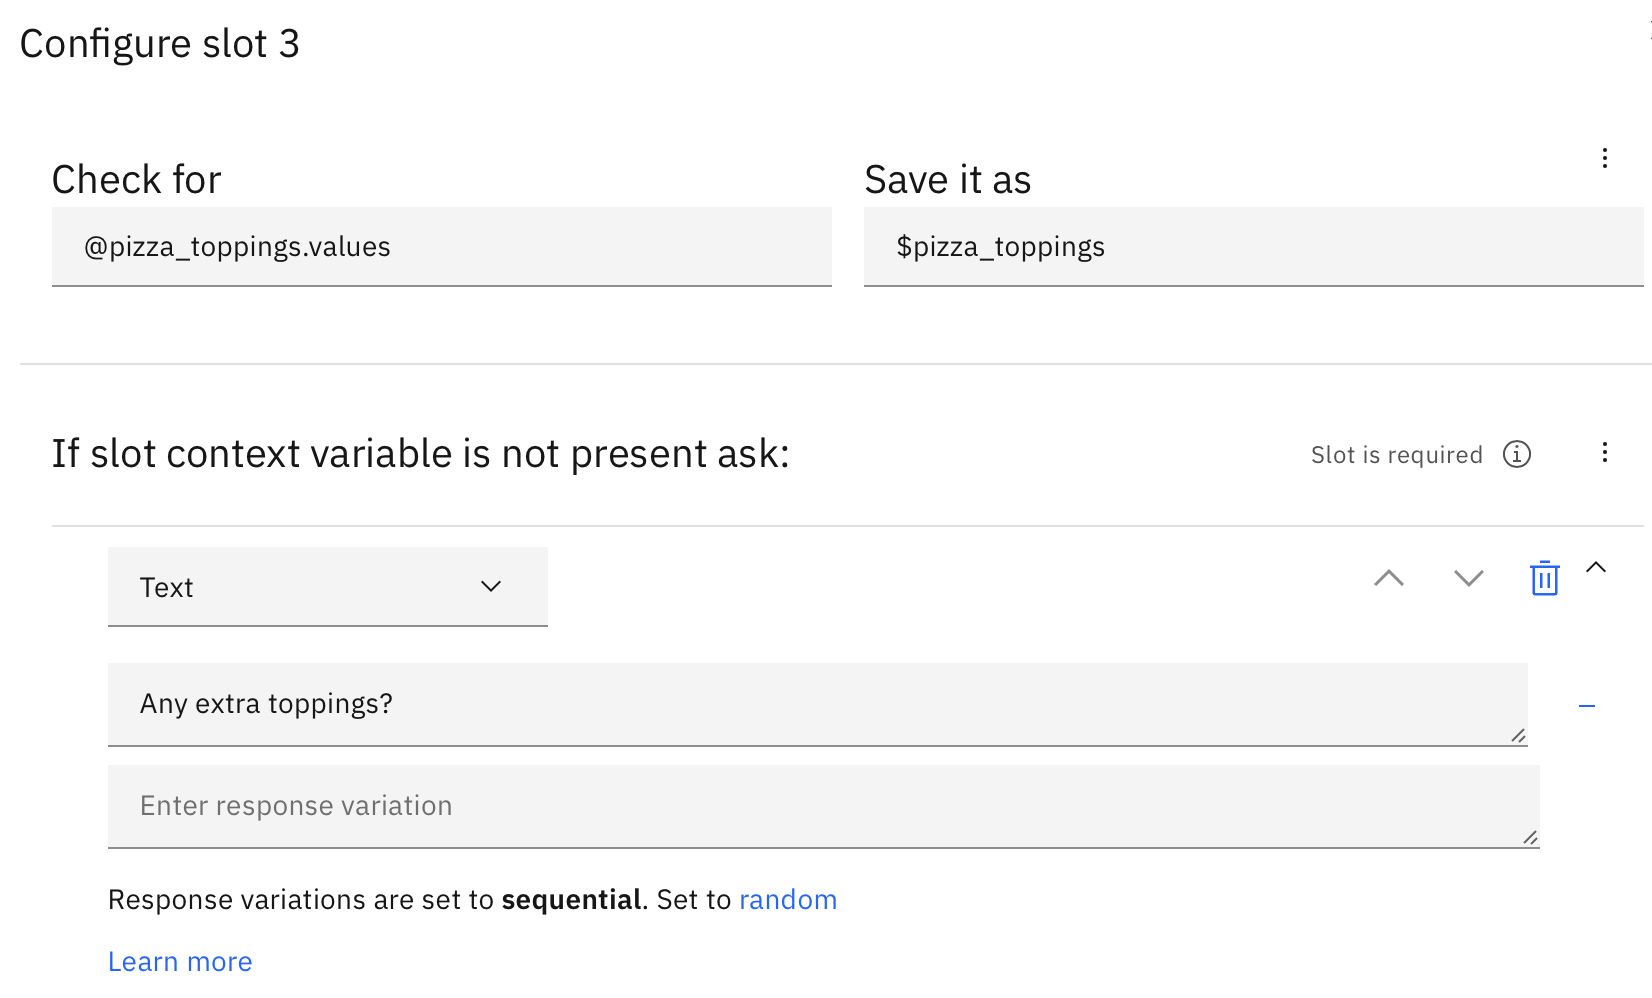 Configure slot 3
Check for
Save it as
@pizza_toppings.values
$pizza_toppings
If slot context variable is not present ask:
Slot is required
Text
Any extra toppings?
Enter response variation
Response variations are set to sequential. Set to random
Learn more